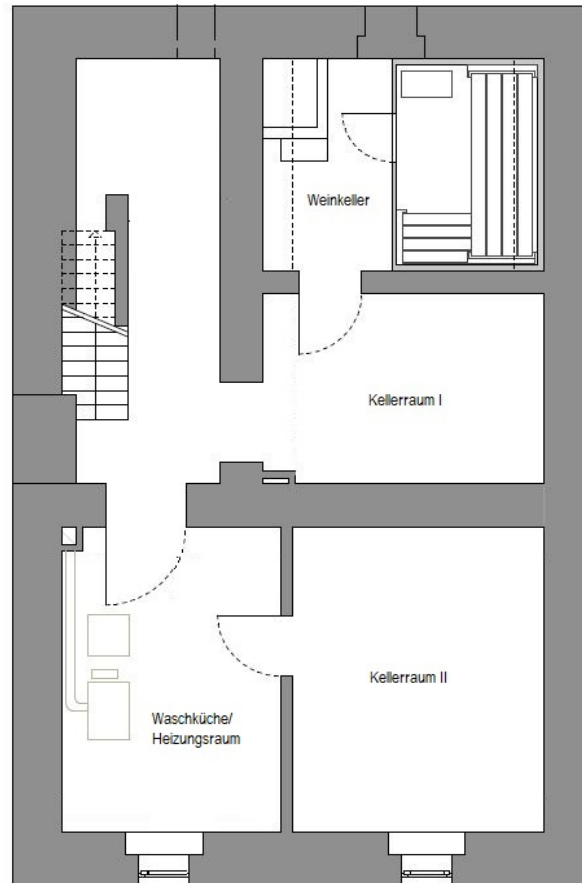 Weinkeller
Kellerraum I
Kellerraum II
Waschküche/
Heizungsraum